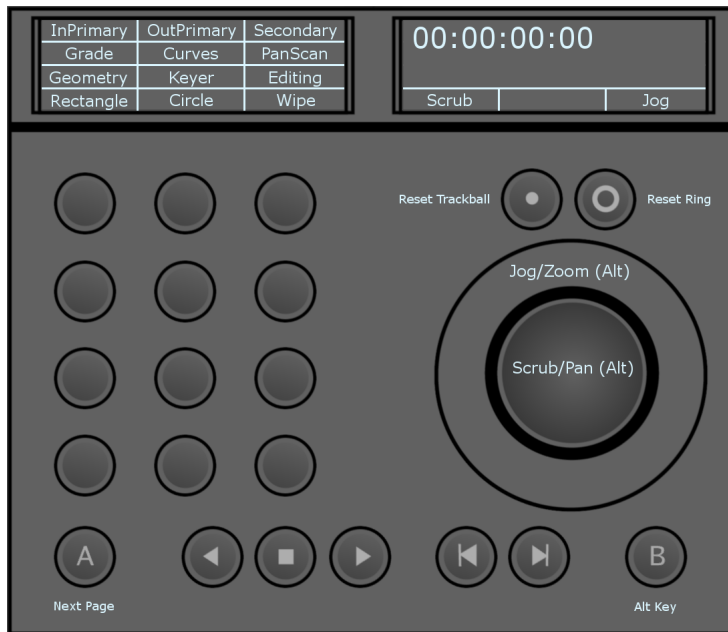 InPrimary OutPrimary Secondary
Grade Curves PanScan
Geometry Keyer Editing
Rectangle Circle Wipe
00:00:00:00
Scrub Jog
Reset Trackball Reset Ring
Jog/Zoom (Alt)
Scrub/Pan (Alt)
A B
Next Page Alt Key